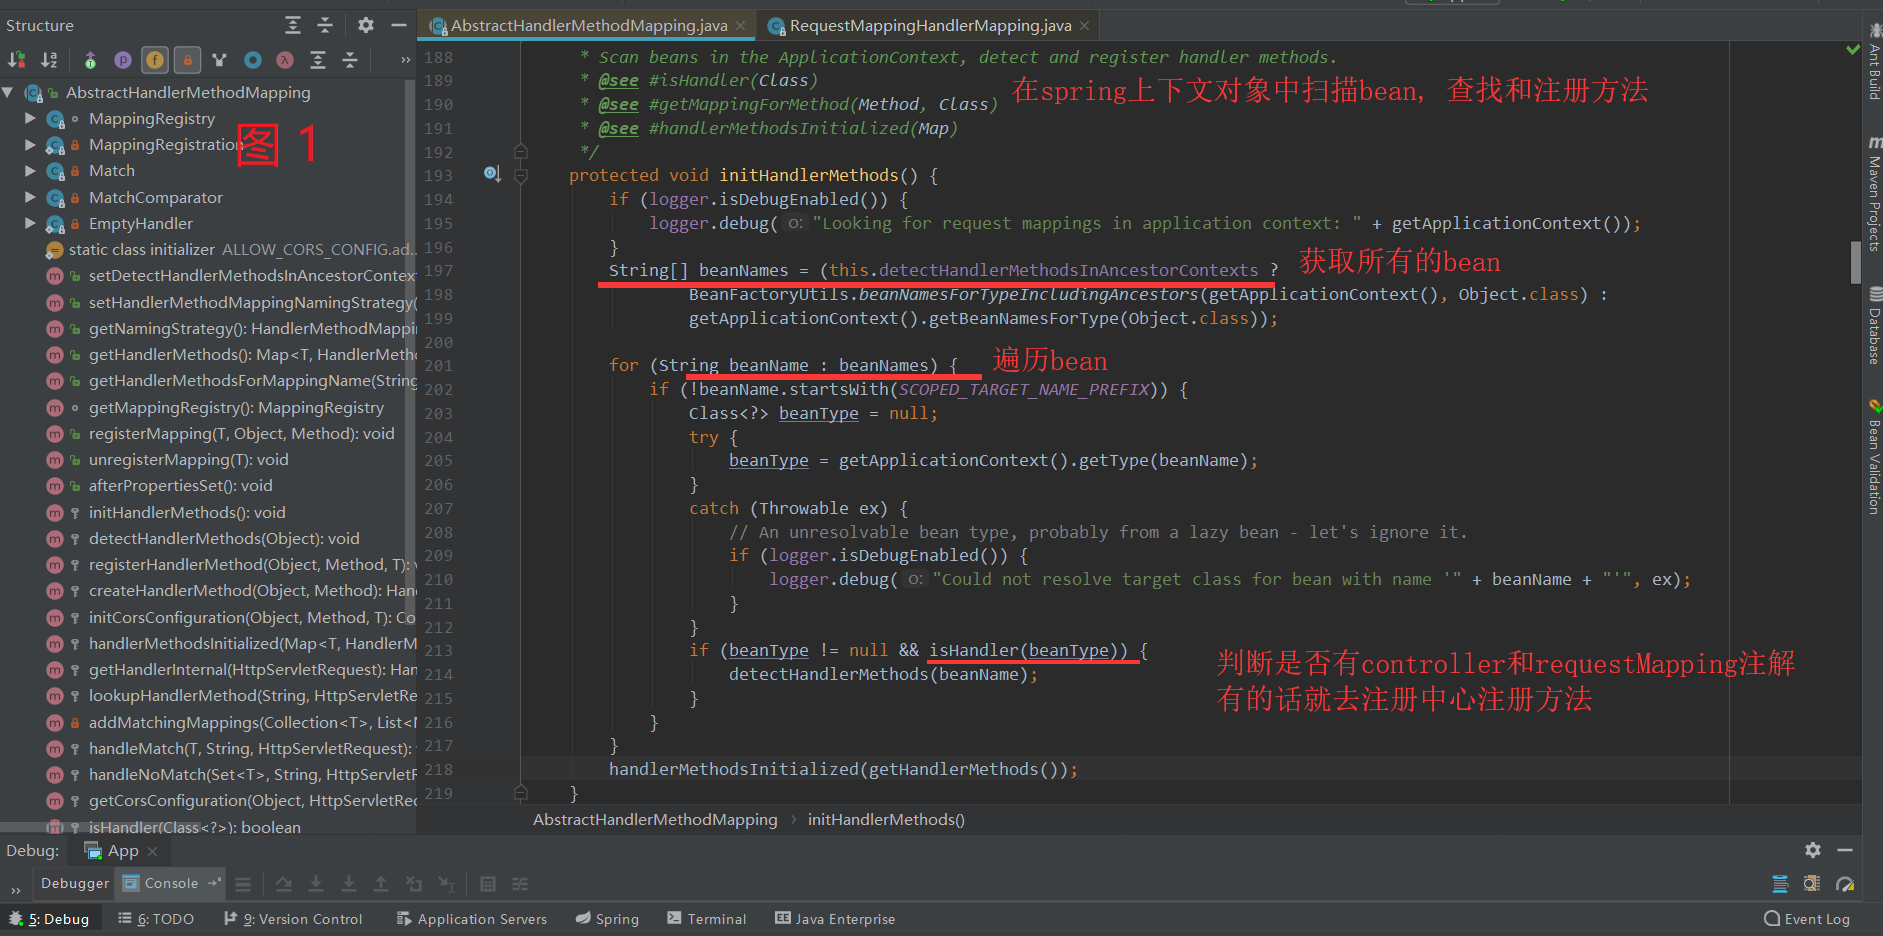 Structure
AbstractHandlerMethodMapping.java
RequestMappingHandlerMapping.java
AbstractHandlerMethodMapping
MappingRegistry
MappingRegistration
图 1
Match
MatchComparator
EmptyHandler
static class initializer ALLOW_CORS_CONFIG.ad...
setDetectHandlerMethodsInAncestorContex
setHandlerMethodMappingNamingStrategy(
getNamingStrategy(): HandlerMethodMappi
getHandlerMethods(): Map<T, HandlerMeth
getHandlerMethodsForMappingName(String
getMappingRegistry(): MappingRegistry
registerMapping(T, Object, Method): void
unregisterMapping(T): void
afterPropertiesSet(): void
initHandlerMethods(): void
detectHandlerMethods(Object): void
registerHandlerMethod(Object, Method, T):
createHandlerMethod(Object, Method): Han
initCorsConfiguration(Object, Method, T): Co
handlerMethodsInitialized(Map<T, HandlerM
getHandlerInternal(HttpServletRequest): Han
lookupHandlerMethod(String, HttpServletRe
addMatchingMappings(Collection<T>, List<M
handleMatch(T, String, HttpServletRequest):
handleNoMatch(Set<T>, String, HttpServletR
getCorsConfiguration(Object, HttpServletRec
isHandler(Class<?>): boolean
188 * Scan beans in the ApplicationContext, detect and register handler methods.
189 * @see #isHandler(Class)
190 * @see #getMappingForMethod(Method, Class)
在spring上下文对象中扫描bean, 查找和注册方法
191 * @see #handlerMethodsInitialized(Map)
192 */
193 protected void initHandlerMethods() {
194 if (logger.isDebugEnabled()) {
195 logger.debug( o: "Looking for request mappings in application context: " + getApplicationContext());
196 }
197 String[] beanNames = (this.detectHandlerMethodsInAncestorContexts ?
获取所有的bean
198 BeanFactoryUtils.beanNamesForTypeIncludingAncestors(getApplicationContext(), Object.class) :
199 getApplicationContext().getBeanNamesForType(Object.class));
200
201 for (String beanName : beanNames) {
遍历bean
202 if (!beanName.startsWith(SCOPED_TARGET_NAME_PREFIX)) {
203 Class<?> beanType = null;
204 try {
205 beanType = getApplicationContext().getType(beanName);
206 }
207 catch (Throwable ex) {
208 // An unresolvable bean type, probably from a lazy bean - let's ignore it.
209 if (logger.isDebugEnabled()) {
210 logger.debug( o: "Could not resolve target class for bean with name '" + beanName + "'", ex);
211 }
212 }
213 if (beanType != null && isHandler(beanType)) {
214 detectHandlerMethods(beanName);
判断是否有controller和requestMapping注解
有的话就去注册中心注册方法
215 }
216 }
217 }
218 handlerMethodsInitialized(getHandlerMethods());
219 }
AbstractHandlerMethodMapping › initHandlerMethods()
Ant Build
Maven Projects
Database
Bean Validation
Debug: App
Debugger Console
5: Debug 6: TODO 9: Version Control Application Servers Spring Terminal Java Enterprise Event Log